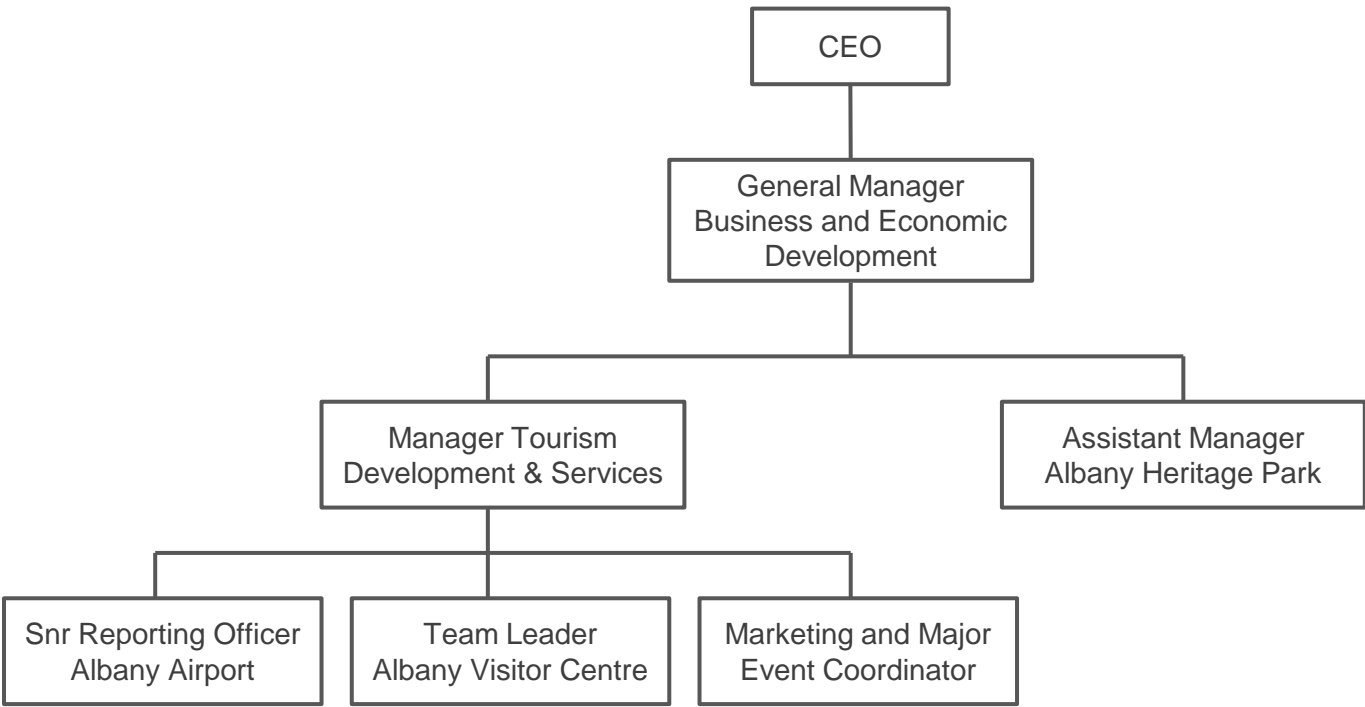 CEO
General Manager
Business and Economic
Development
Manager Tourism
Development & Services
Assistant Manager
Albany Heritage Park
Snr Reporting Officer
Albany Airport
Team Leader
Albany Visitor Centre
Marketing and Major
Event Coordinator